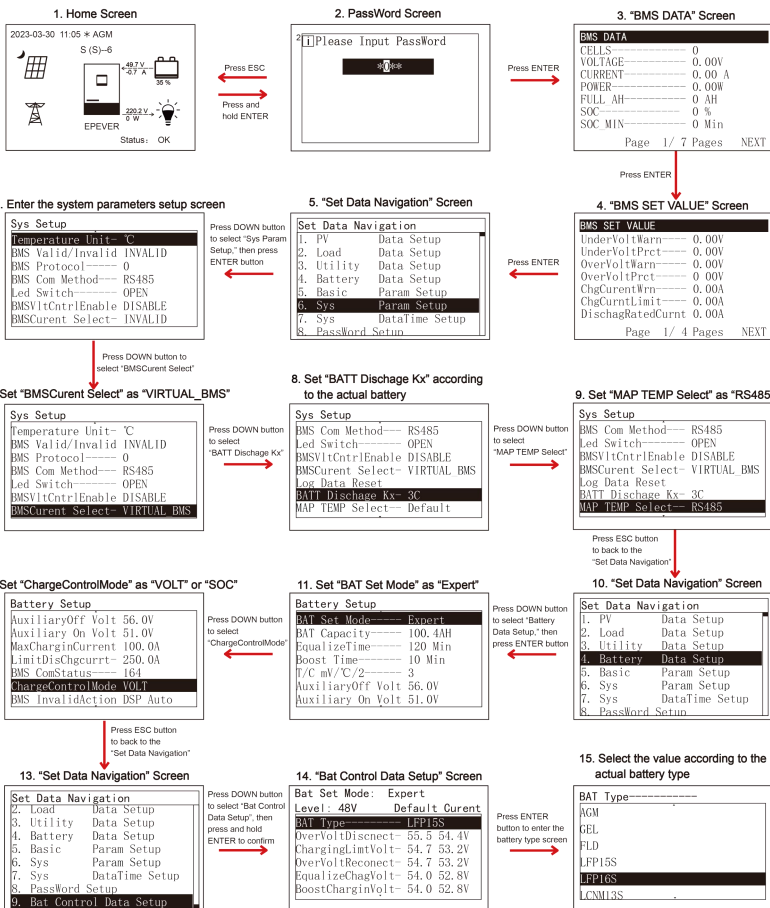 1. Home Screen
2023-03-30 11:05 ＊ AGM
S (S)--6
49.7 V
-0.7 A
35 %
220.2 V
0 W
EPEVER
Status： OK
Press ESC
Press and
hold ENTER
2. PassWord Screen
2 i Please Input PassWord
*0**
Press ENTER
3. “BMS DATA” Screen
BMS DATA
CELLS------------ 0
VOLTAGE---------- 0.00V
CURRENT---------- 0.00 A
POWER------------ 0.00W
FULL AH---------- 0 AH
SOC-------------- 0 %
SOC_MIN---------- 0 Min
Page 1/ 7 Pages NEXT
Press ENTER
. Enter the system parameters setup screen
Sys Setup
Temperature Unit- ℃
BMS Valid/Invalid INVALID
BMS Protocol----- 0
BMS Com Method--- RS485
Led Switch------- OPEN
BMSVltCntrlEnable DISABLE
BMSCurent Select- INVALID
Press DOWN button
to select “Sys Param
Setup,” then press
ENTER button
5. “Set Data Navigation” Screen
Set Data Navigation
1. PV Data Setup
2. Load Data Setup
3. Utility Data Setup
4. Battery Data Setup
5. Basic Param Setup
6. Sys Param Setup
7. Sys DataTime Setup
8. PassWord Setup
Press ENTER
4. “BMS SET VALUE” Screen
BMS SET VALUE
UnderVoltWarn---- 0.00V
UnderVoltPrct---- 0.00V
OverVoltWarn----- 0.00V
OverVoltPrct----- 0.00V
ChgCurentWrn----- 0.00A
ChgCurntLimit---- 0.00A
DischagRatedCurnt 0.00A
Page 1/ 4 Pages NEXT
Press DOWN button to
select “BMSCurent Select”
Set “BMSCurent Select” as “VIRTUAL_BMS”
Sys Setup
Temperature Unit- ℃
BMS Valid/Invalid INVALID
BMS Protocol----- 0
BMS Com Method--- RS485
Led Switch------- OPEN
BMSVltCntrlEnable DISABLE
BMSCurent Select- VIRTUAL_BMS
Press DOWN button
to select
“BATT Dischage Kx”
8. Set “BATT Dischage Kx” according
to the actual battery
Sys Setup
BMS Com Method--- RS485
Led Switch------- OPEN
BMSVltCntrlEnable DISABLE
BMSCurent Select- VIRTUAL_BMS
Log Data Reset
BATT Dischage Kx- 3C
MAP TEMP Select-- Default
Press DOWN button
to select
“MAP TEMP Select”
9. Set “MAP TEMP Select” as “RS485
Sys Setup
BMS Com Method--- RS485
Led Switch------- OPEN
BMSVltCntrlEnable DISABLE
BMSCurent Select- VIRTUAL_BMS
Log Data Reset
BATT Dischage Kx- 3C
MAP TEMP Select-- RS485
Press ESC button
to back to the
“Set Data Navigation”
Set “ChargeControlMode” as “VOLT” or “SOC”
Battery Setup
AuxiliaryOff Volt 56.0V
Auxiliary On Volt 51.0V
MaxCharginCurrent 100.0A
LimitDisChgcurrt- 250.0A
BMS ComStatus---- 164
ChargeControlMode VOLT
BMS InvalidAction DSP Auto
Press DOWN button
to select
“ChargeControlMode”
11. Set “BAT Set Mode” as “Expert”
Battery Setup
BAT Set Mode----- Expert
BAT Capacity----- 100.4AH
EqualizeTime----- 120 Min
Boost Time------- 10 Min
T/C mV/℃/2------ 3
AuxiliaryOff Volt 56.0V
Auxiliary On Volt 51.0V
Press DOWN button
to select “Battery
Data Setup,” then
press ENTER button
10. “Set Data Navigation” Screen
Set Data Navigation
1. PV Data Setup
2. Load Data Setup
3. Utility Data Setup
4. Battery Data Setup
5. Basic Param Setup
6. Sys Param Setup
7. Sys DataTime Setup
8. PassWord Setup
Press ESC button
to back to the
“Set Data Navigation”
13. “Set Data Navigation” Screen
Set Data Navigation
2. Load Data Setup
3. Utility Data Setup
4. Battery Data Setup
5. Basic Param Setup
6. Sys Param Setup
7. Sys DataTime Setup
8. PassWord Setup
9. Bat Control Data Setup
Press DOWN button
to select “Bat Control
Data Setup”, then
press and hold
ENTER to confirm
14. “Bat Control Data Setup” Screen
Bat Set Mode: Expert
Level: 48V Default Curent
BAT Type--------- LFP15S
OverVoltDiscnect- 55.5 54.4V
ChargingLimtVolt- 54.7 53.2V
OverVoltReconect- 54.7 53.2V
EqualizeChagVolt- 54.0 52.8V
BoostCharginVolt- 54.0 52.8V
Press ENTER
button to enter the
battery type screen
15. Select the value according to the
actual battery type
BAT Type-----------
AGM
GEL
FLD
LFP15S
LFP16S
LCNM13S